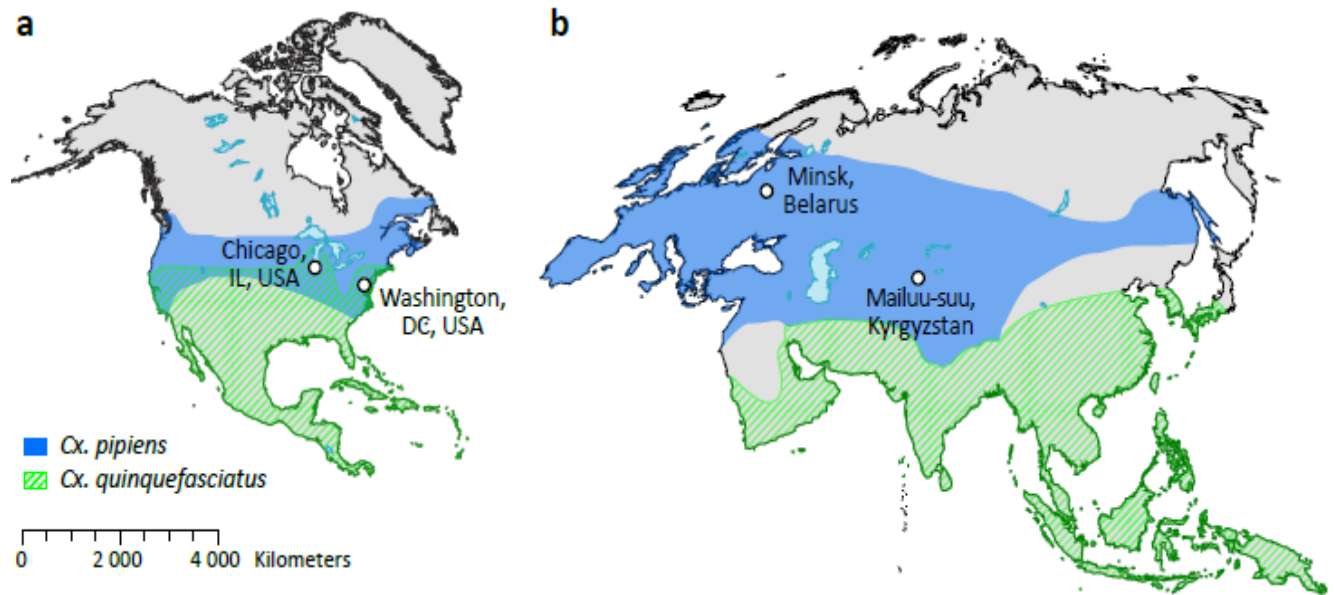 a
b
Minsk,
Belarus
Chicago,
IL, USA
Washington,
DC, USA
Mailuu-suu,
Kyrgyzstan
Cx. pipiens
Cx. quinquefasciatus
0 2 000 4 000 Kilometers